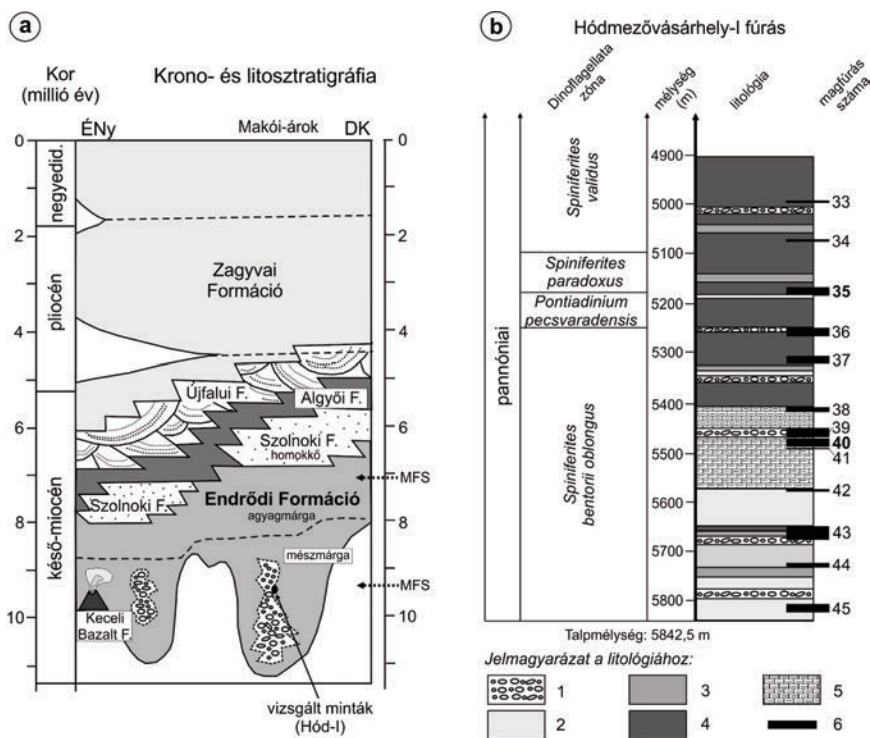 a
Krono- és litosztratigráfia
Kor
(millió év)
ÉNy
Makói-árok
DK
0
2
4
6
8
10
negyedid.
pliocén
késő-miocén
0
2
4
6
8
10
Zagyvai
Formáció
Újfalui F.
Algyői F.
Szolnoki F.
homokkő
Szolnoki F.
Endrődi Formáció
agyagmárga
mészmárga
MFS
MFS
Keceli
Bazalt F.
vizsgált minták
(Hód-I)
b
Hódmezővásárhely-I fúrás
Dinoflagellata
zóna
mélység
(m)
litológia
magfúrás
száma
pannóniai
Spiniferites
validus
Spiniferites
paradoxus
Pontiadinium
pecsvaradensis
Spiniferites
bentorii oblongus
4900
5000
5100
5200
5300
5400
5500
5600
5700
5800
33
34
35
36
37
38
39
40
41
42
43
44
45
Talpmélység: 5842,5 m
Jelmagyarázat a litológiához:
1
3
5
2
4
6